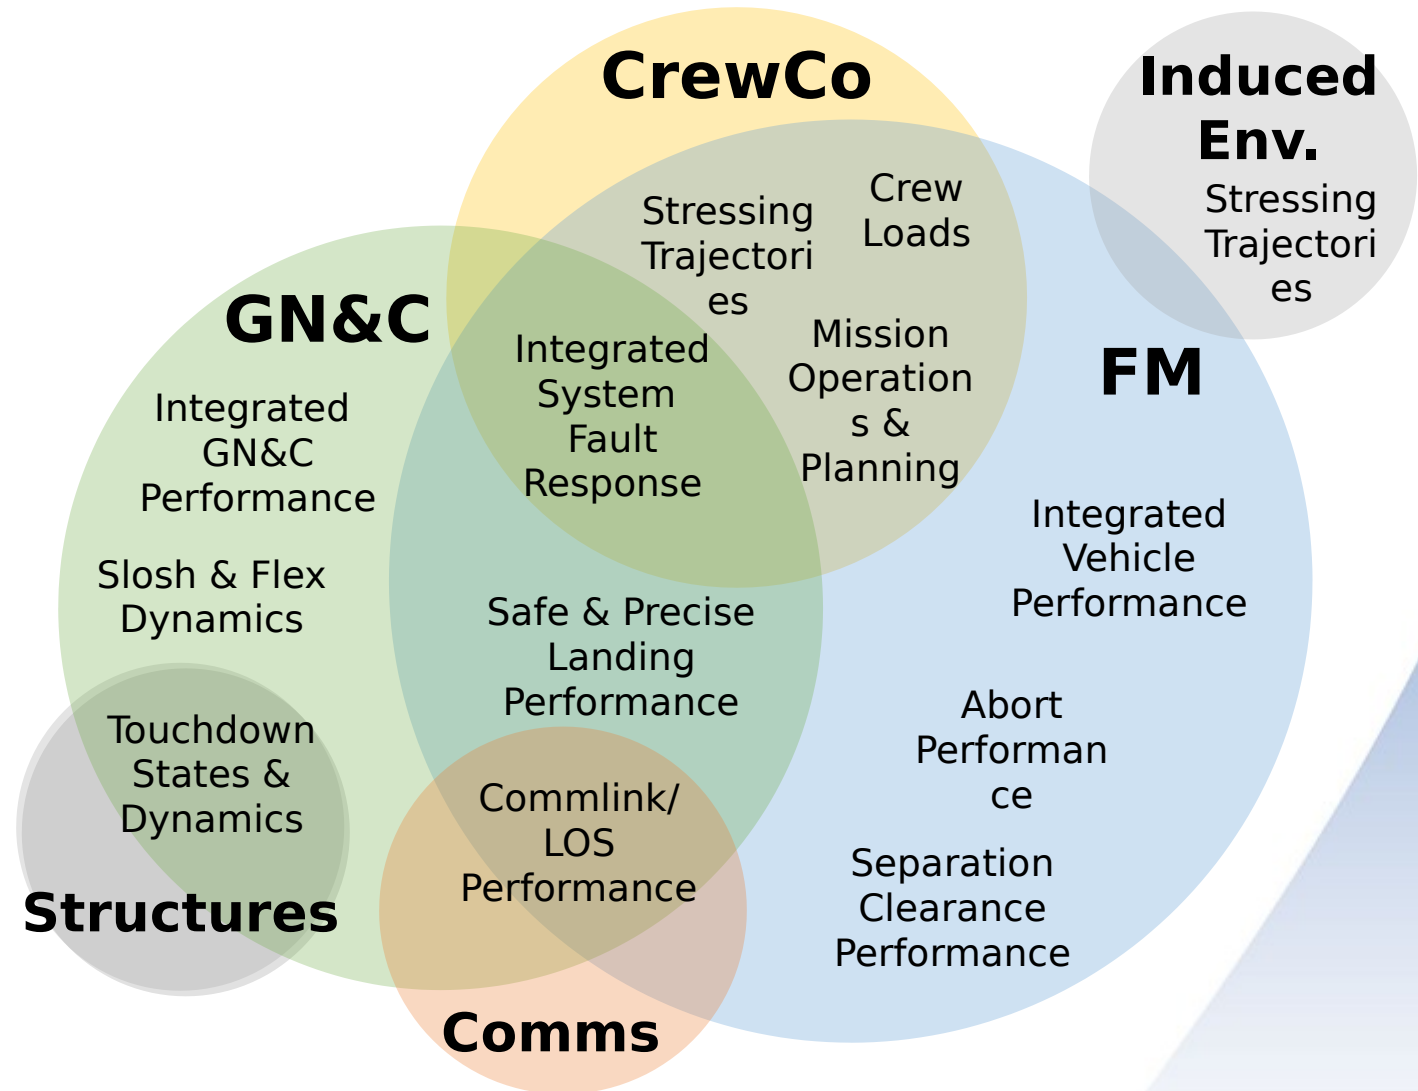 CrewCo
Induced
Env.
Stressing
Trajectori
es
Crew
Loads
Stressing
Trajectori
es
GN&C
Integrated
System
Fault
Response
Mission
Operation
s &
Planning
FM
Integrated
GN&C
Performance
Integrated
Vehicle
Performance
Slosh & Flex
Dynamics
Safe & Precise
Landing
Performance
Touchdown
States &
Dynamics
Abort
Performan
ce
Commlink/
LOS
Performance
Separation
Clearance
Performance
Structures
Comms